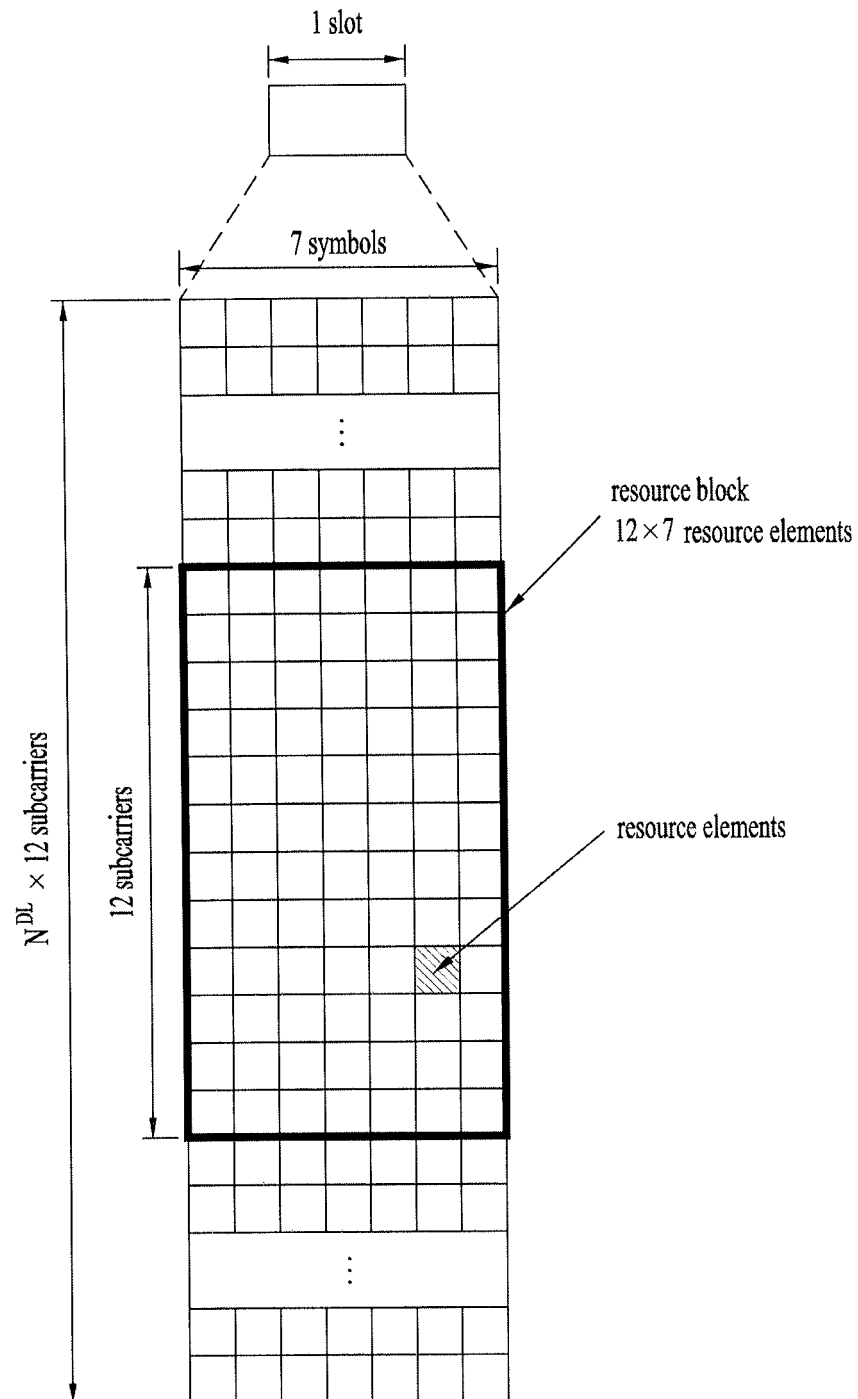 1 slot
7 symbols
⋮
resource block
12×7 resource elements
N^DL × 12 subcarriers
12 subcarriers
resource elements
⋮